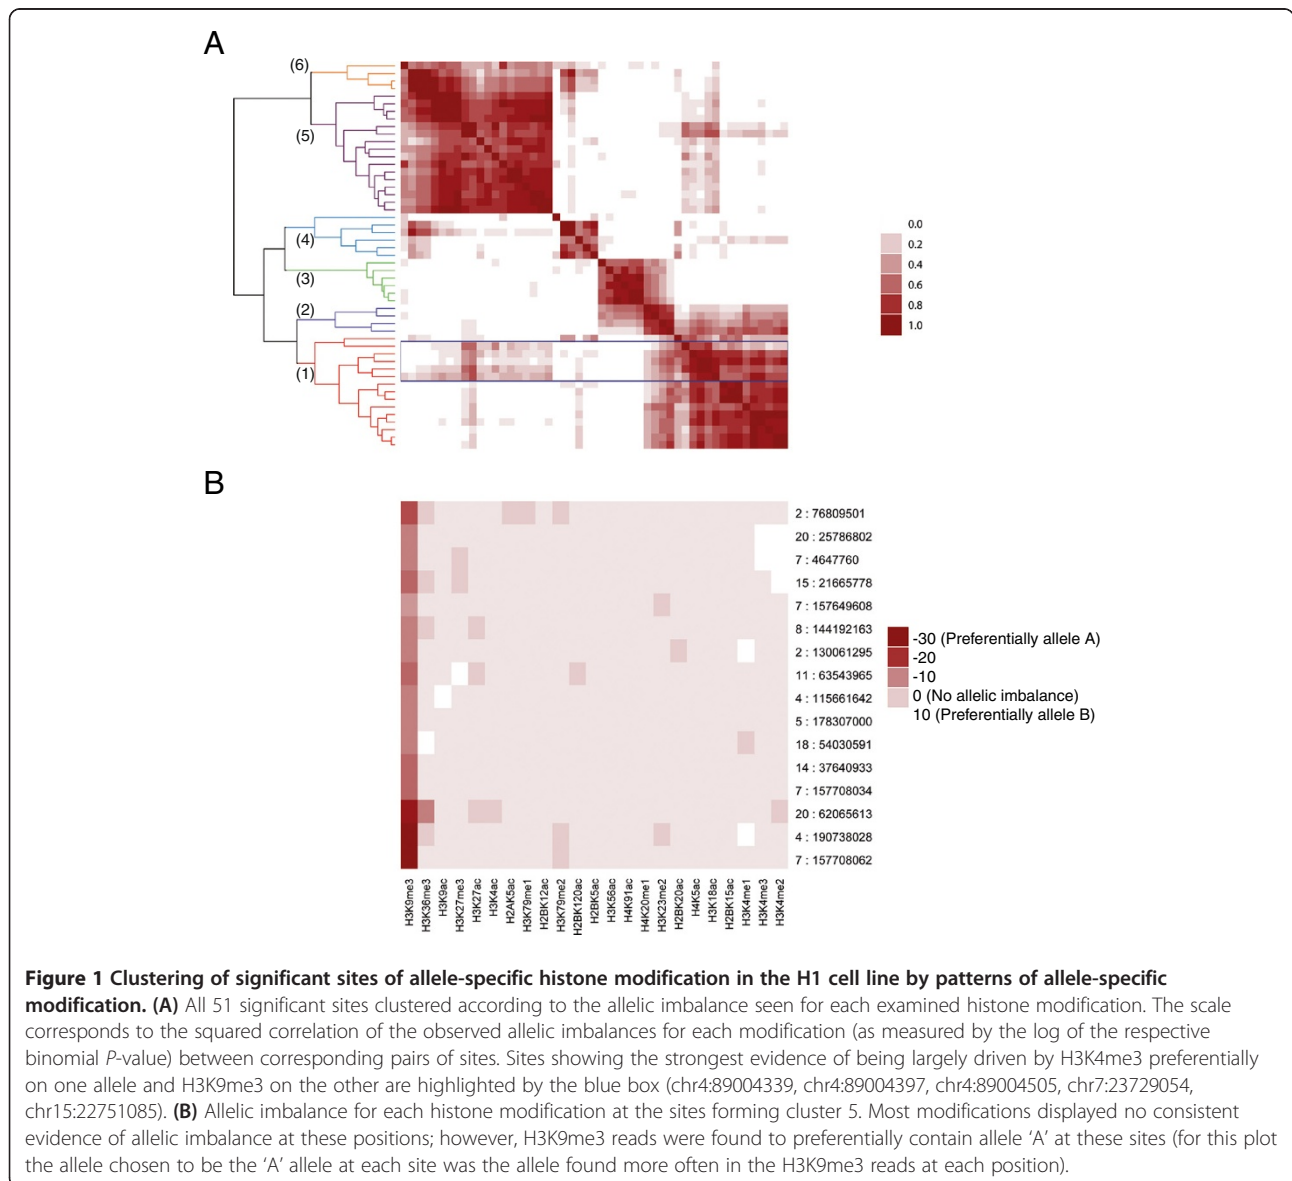 A
(6)
(5)
(4)
(3)
(2)
(1)
0.0
0.2
0.4
0.6
0.8
1.0
B
2 : 76809501
20 : 25786802
7 : 4647760
15 : 21665778
7 : 157649608
8 : 144192163
2 : 130061295
11 : 63543965
4 : 115661642
5 : 178307000
18 : 54030591
14 : 37640933
7 : 157708034
20 : 62065613
4 : 190738028
7 : 157708062
-30 (Preferentially allele A)
-20
-10
0 (No allelic imbalance)
10 (Preferentially allele B)
H3K9me3
H3K36me3
H3K9ac
H3K27me3
H3K27ac
H3K4ac
H2AK5ac
H3K79me1
H2BK12ac
H3K79me2
H2BK120ac
H2BK5ac
H3K56ac
H4K91ac
H4K20me1
H3K23me2
H2BK20ac
H4K5ac
H3K18ac
H2BK15ac
H3K4me1
H3K4me3
H3K4me2
Figure 1 Clustering of significant sites of allele-specific histone modification in the H1 cell line by patterns of allele-specific
modification. (A) All 51 significant sites clustered according to the allelic imbalance seen for each examined histone modification. The scale
corresponds to the squared correlation of the observed allelic imbalances for each modification (as measured by the log of the respective
binomial P-value) between corresponding pairs of sites. Sites showing the strongest evidence of being largely driven by H3K4me3 preferentially
on one allele and H3K9me3 on the other are highlighted by the blue box (chr4:89004339, chr4:89004397, chr4:89004505, chr7:23729054,
chr15:22751085). (B) Allelic imbalance for each histone modification at the sites forming cluster 5. Most modifications displayed no consistent
evidence of allelic imbalance at these positions; however, H3K9me3 reads were found to preferentially contain allele ‘A’ at these sites (for this plot
the allele chosen to be the ‘A’ allele at each site was the allele found more often in the H3K9me3 reads at each position).